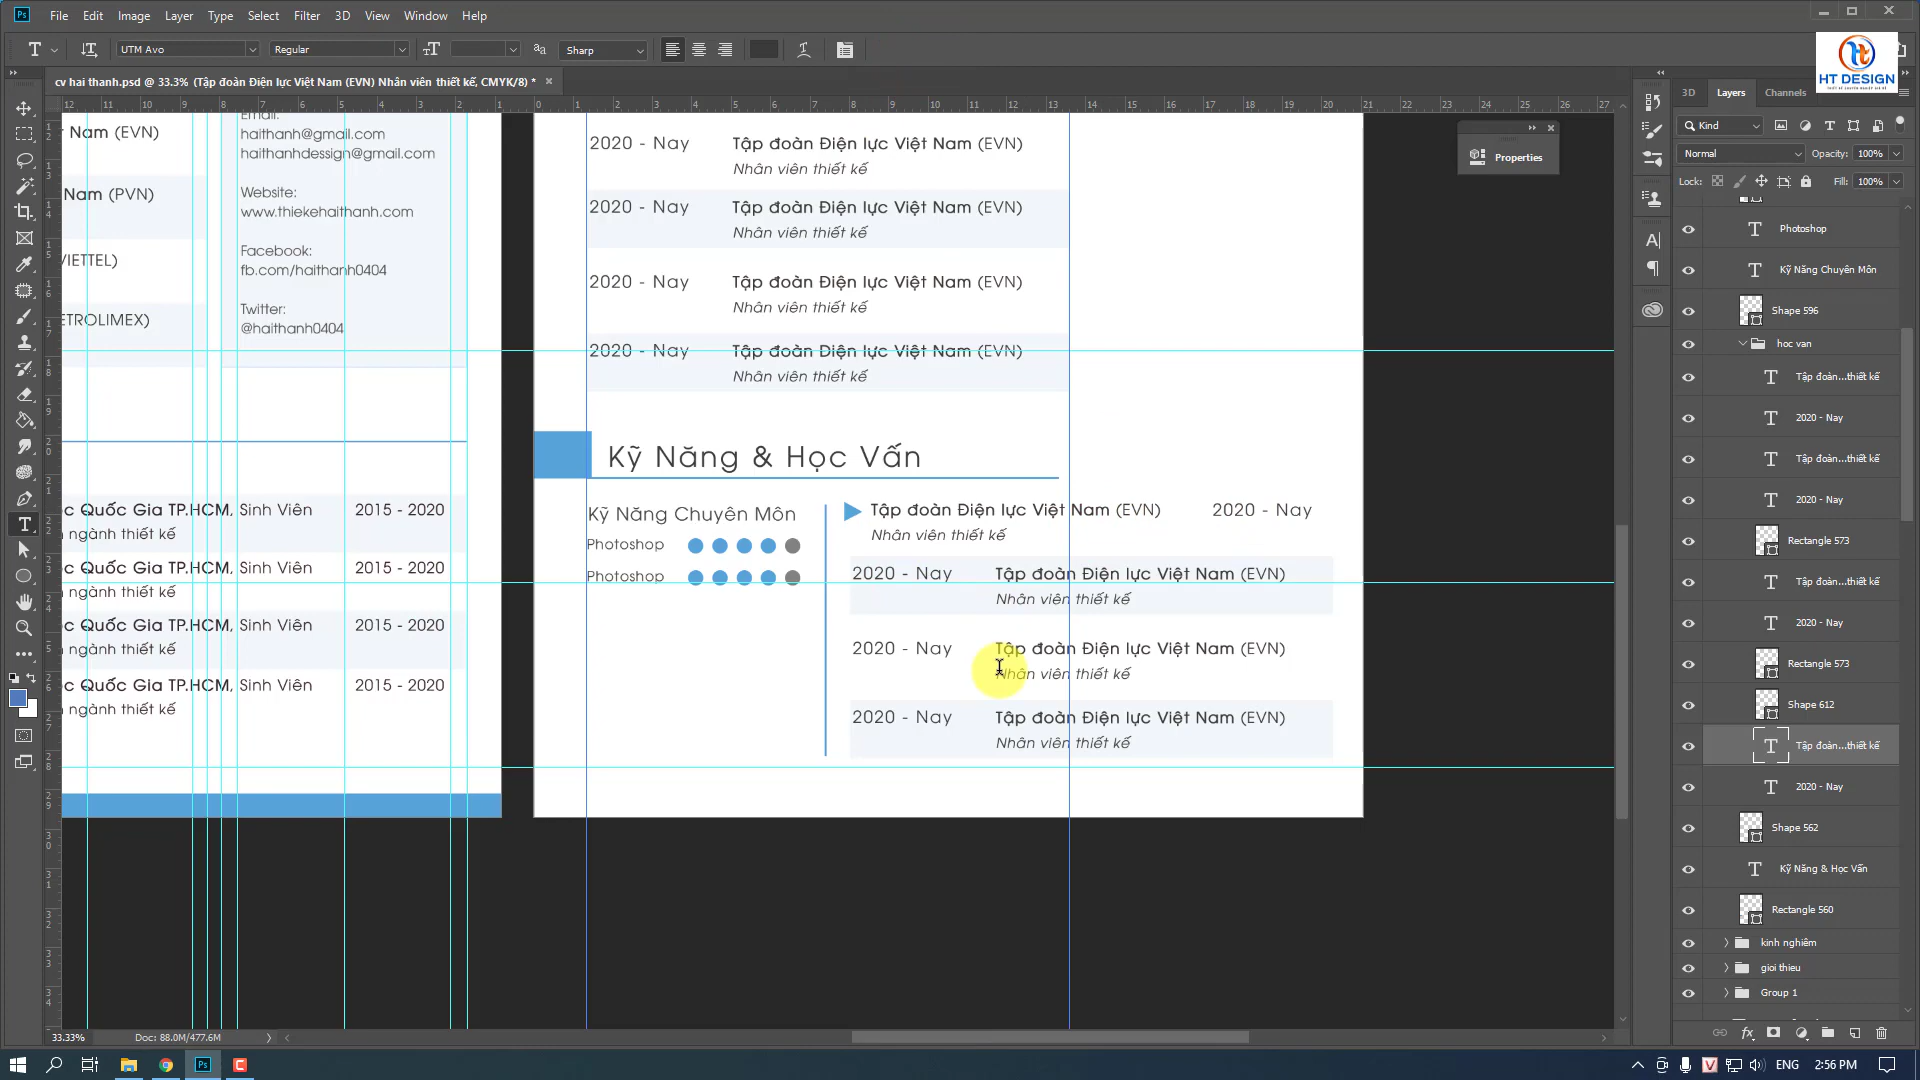 File Edit Image Layer Type Select Filter 3D View Window Help
UTM Avo Regular Sharp
HT DESIGN
cv hai thanh.psd @ 33.3% (Tập đoàn Điện lực Việt Nam (EVN) Nhân viên thiết kế, CMYK/8) *
3D Layers Channels
Kind
Normal Opacity: 100%
Lock: Fill: 100%
Properties
Nam (EVN)
Nam (PVN)
VIETTEL)
ETROLIMEX)
Email:
haithanh@gmail.com
haithanhdessign@gmail.com
Website:
www.thiekehaithanh.com
Facebook:
fb.com/haithanh0404
Twitter:
@haithanh0404
c Quốc Gia TP.HCM, Sinh Viên 2015 - 2020
ngành thiết kế
c Quốc Gia TP.HCM, Sinh Viên 2015 - 2020
ngành thiết kế
c Quốc Gia TP.HCM, Sinh Viên 2015 - 2020
ngành thiết kế
c Quốc Gia TP.HCM, Sinh Viên 2015 - 2020
ngành thiết kế
2020 - Nay Tập đoàn Điện lực Việt Nam (EVN)
Nhân viên thiết kế
2020 - Nay Tập đoàn Điện lực Việt Nam (EVN)
Nhân viên thiết kế
2020 - Nay Tập đoàn Điện lực Việt Nam (EVN)
Nhân viên thiết kế
2020 - Nay Tập đoàn Điện lực Việt Nam (EVN)
Nhân viên thiết kế
Kỹ Năng & Học Vấn
Kỹ Năng Chuyên Môn
Photoshop
Photoshop
Tập đoàn Điện lực Việt Nam (EVN) 2020 - Nay
Nhân viên thiết kế
2020 - Nay Tập đoàn Điện lực Việt Nam (EVN)
Nhân viên thiết kế
2020 - Nay Tập đoàn Điện lực Việt Nam (EVN)
Nhân viên thiết kế
2020 - Nay Tập đoàn Điện lực Việt Nam (EVN)
Nhân viên thiết kế
Photoshop
Kỹ Năng Chuyên Môn
Shape 596
hoc van
Tập đoàn...thiết kế
2020 - Nay
Tập đoàn...thiết kế
2020 - Nay
Rectangle 573
Tập đoàn...thiết kế
2020 - Nay
Rectangle 573
Shape 612
Tập đoàn...thiết kế
2020 - Nay
Shape 562
Kỹ Năng & Học Vấn
Rectangle 560
kinh nghiêm
gioi thieu
Group 1
33.33% Doc: 88.0M/477.6M
ENG 2:56 PM